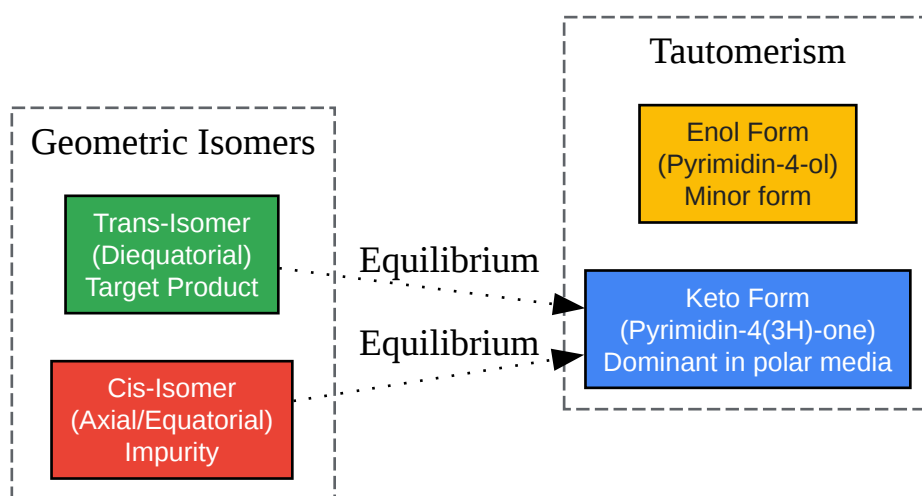 Geometric Isomers
Trans-Isomer
(Diequatorial)
Target Product
Cis-Isomer
(Axial/Equatorial)
Impurity
Equilibrium
Equilibrium
Tautomerism
Enol Form
(Pyrimidin-4-ol)
Minor form
Keto Form
(Pyrimidin-4(3H)-one)
Dominant in polar media